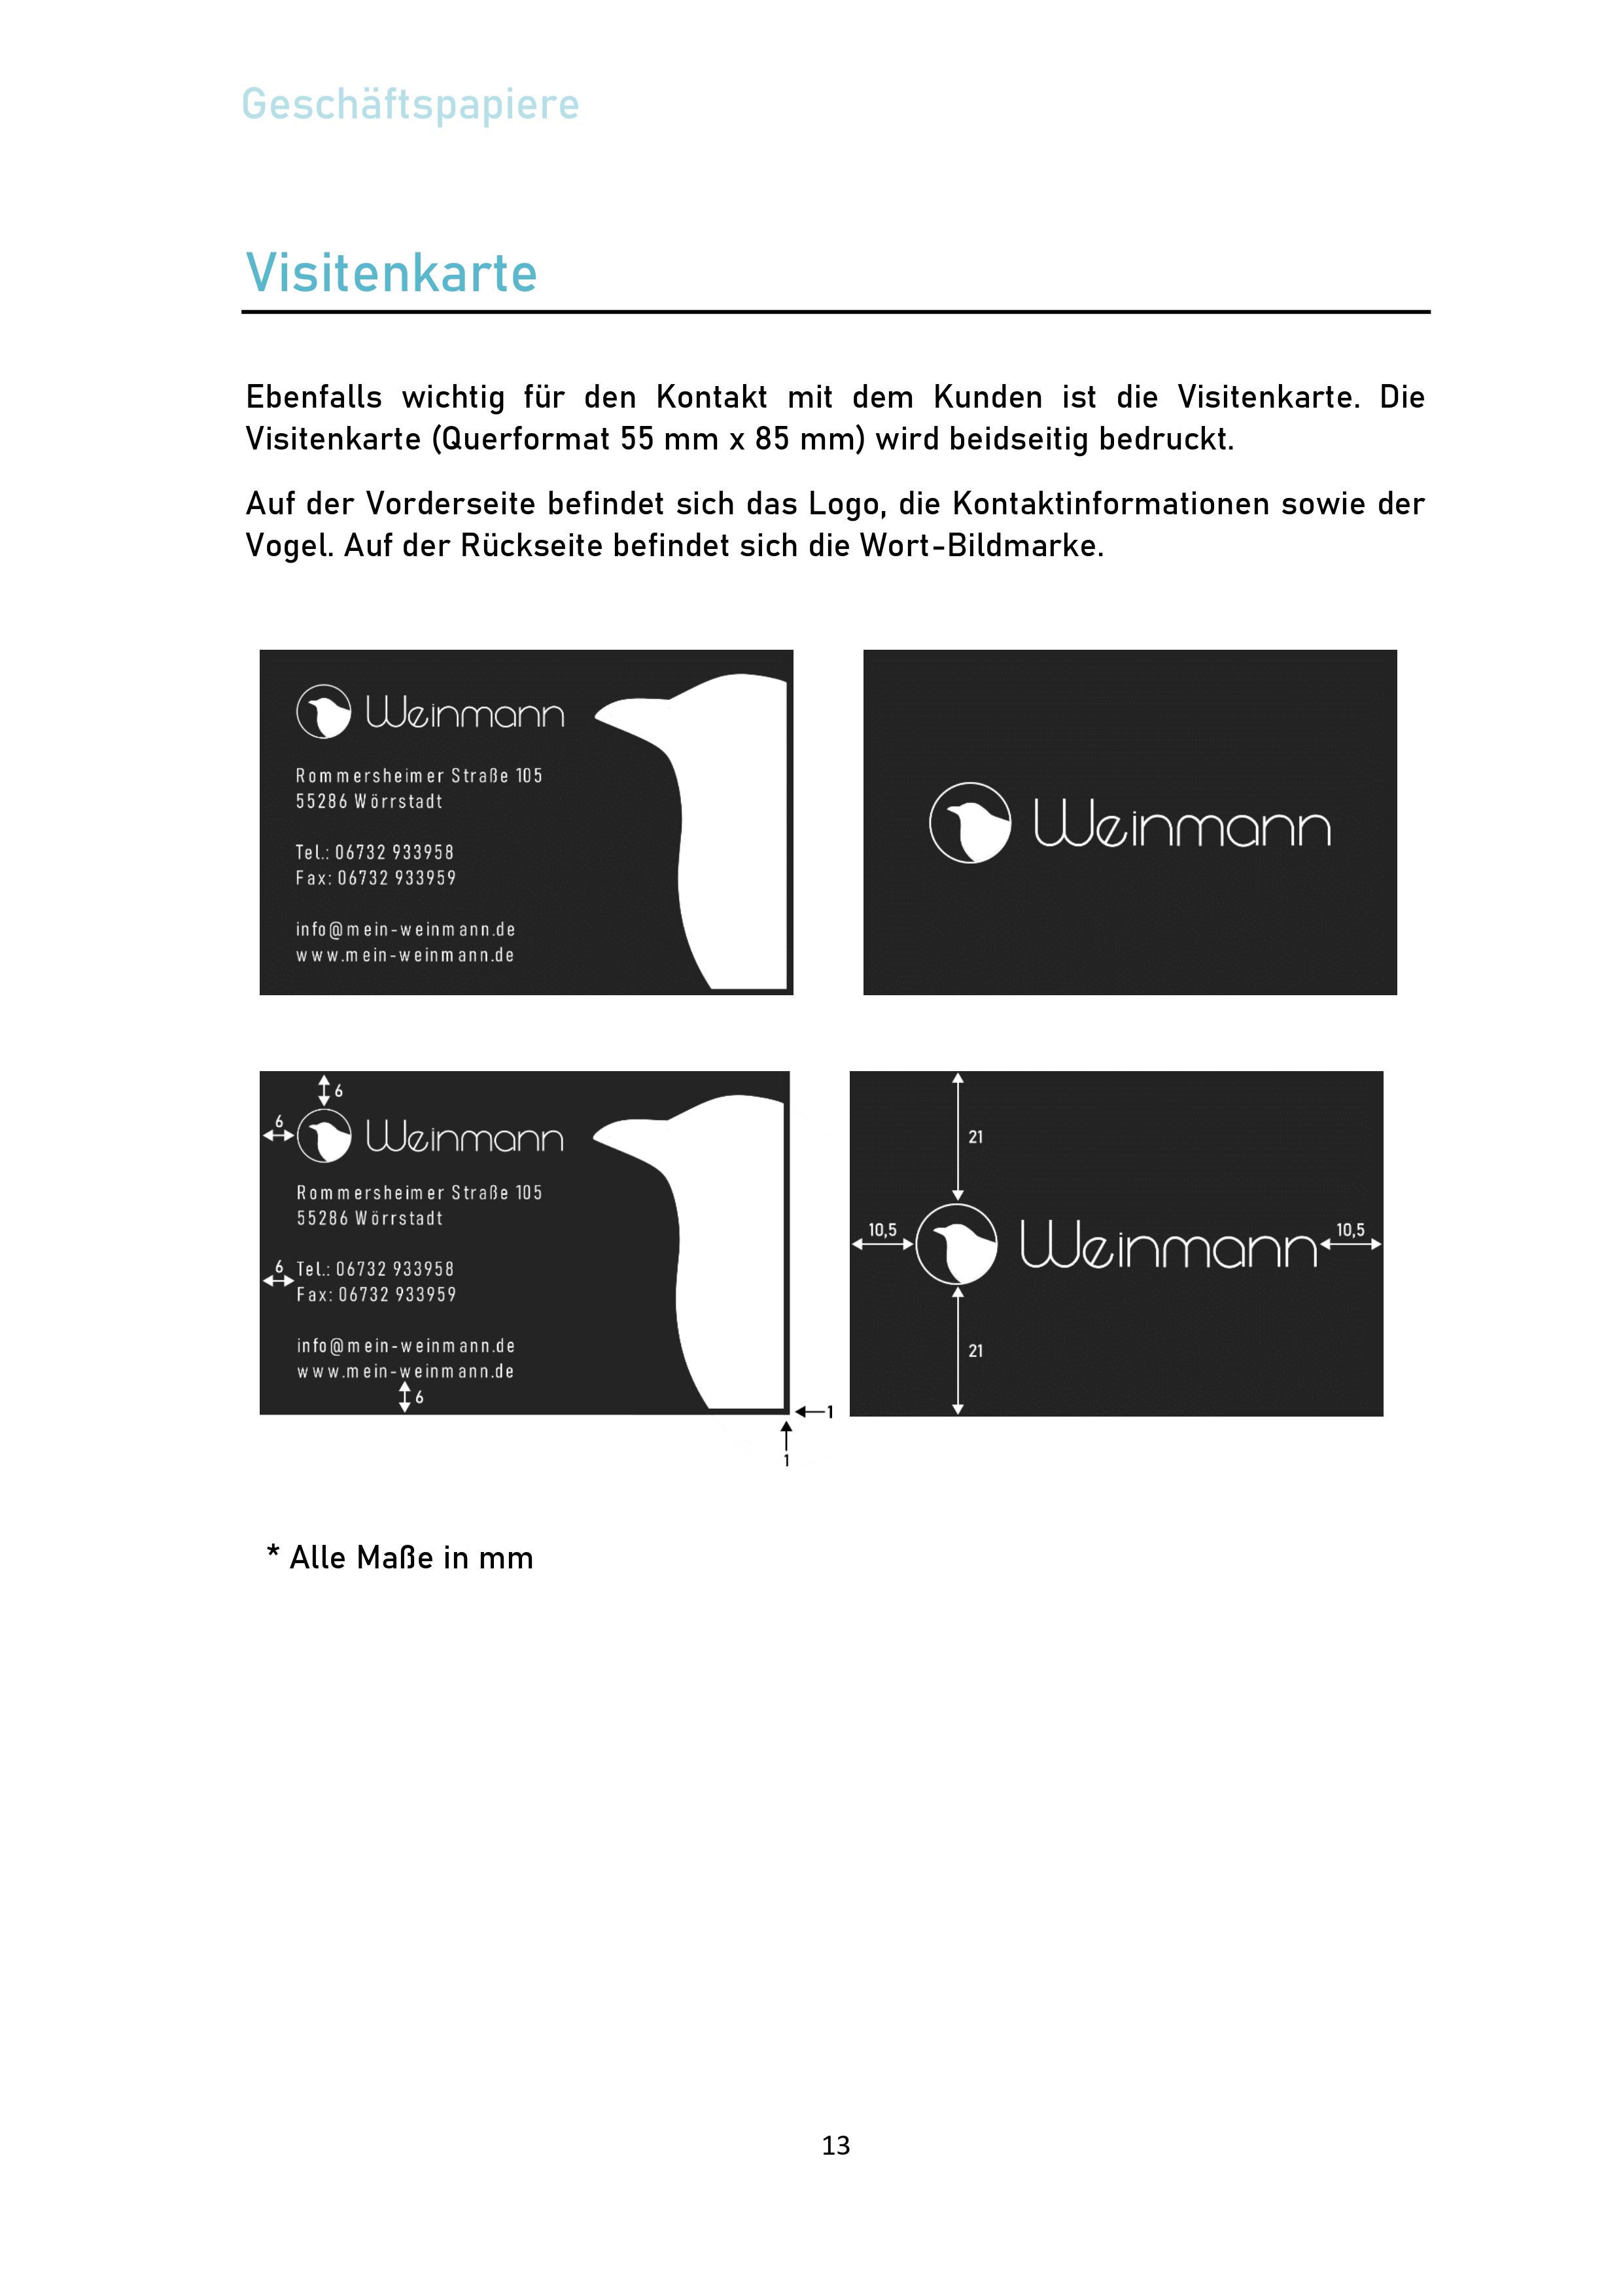 Geschäftspapiere
Visitenkarte
Ebenfalls wichtig für den Kontakt mit dem Kunden ist die Visitenkarte. Die
Visitenkarte (Querformat 55 mm x 85 mm) wird beidseitig bedruckt.
Auf der Vorderseite befindet sich das Logo, die Kontaktinformationen sowie der
Vogel. Auf der Rückseite befindet sich die Wort-Bildmarke.
Weinmann
Rommersheimer Straße 105
55286 Wörrstadt
Tel.: 06732 933958
Fax: 06732 933959
info@mein-weinmann.de
www.mein-weinmann.de
Weinmann
6
6
Weinmann
Rommersheimer Straße 105
55286 Wörrstadt
6
Tel.: 06732 933958
Fax: 06732 933959
info@mein-weinmann.de
www.mein-weinmann.de
6
1
1
21
10,5
Weinmann
10,5
21
* Alle Maße in mm
13